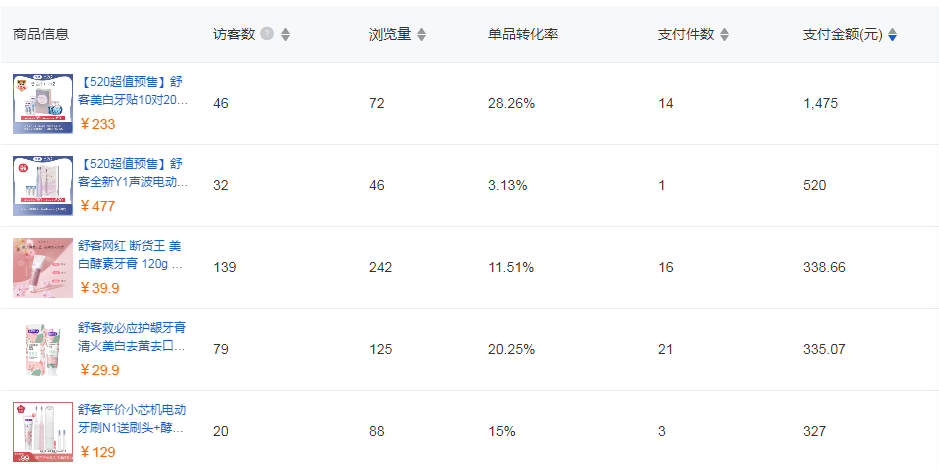 商品信息
访客数
浏览量
单品转化率
支付件数
支付金额(元)
【520超值预售】舒
客美白牙贴10对20...
￥233
46
72
28.26%
14
1,475
【520超值预售】舒
客全新Y1声波电动...
￥477
32
46
3.13%
1
520
舒客网红 断货王 美
白酵素牙膏 120g ...
￥39.9
139
242
11.51%
16
338.66
舒客救必应护龈牙膏
清火美白去黄去口...
￥29.9
79
125
20.25%
21
335.07
舒客平价小芯机电动
牙刷N1送刷头+酵...
￥129
20
88
15%
3
327